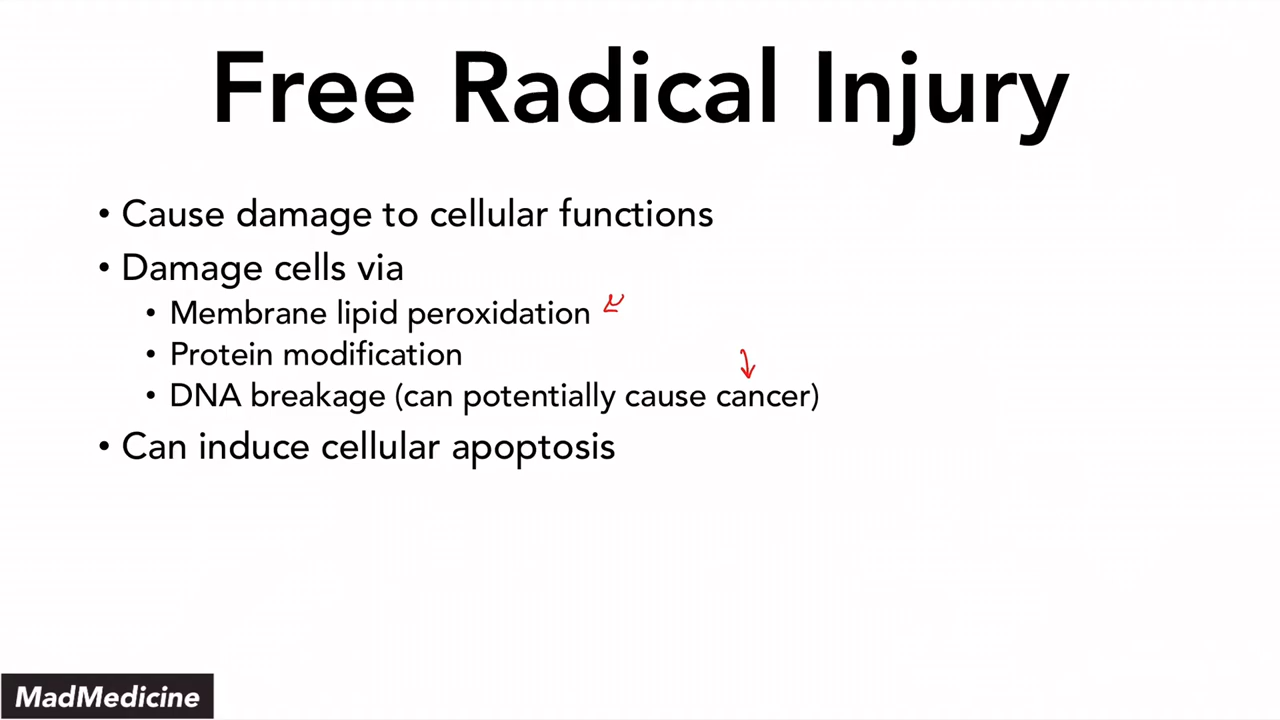 Free Radical Injury
• Cause damage to cellular functions
• Damage cells via
• Membrane lipid peroxidation
• Protein modification
• DNA breakage (can potentially cause cancer)
• Can induce cellular apoptosis
MadMedicine